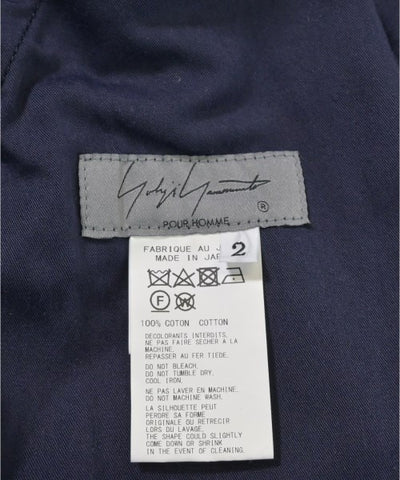 Yohji Yamamoto
®
POUR HOMME
FABRIQUE AU J
MADE IN JAP
2
F
W
100% COTON COTTON
DECOLORANTS INTERDITS.
NE PAS FAIRE SECHER A LA
MACHINE.
REPASSER AU FER TIEDE.
DO NOT BLEACH.
DO NOT TUMBLE DRY.
COOL IRON.
NE PAS LAVER EN MACHINE.
DO NOT MACHINE WASH.
LA SILHOUETTE PEUT
PERDRE SA FORME
ORIGINALE OU RETRECIR
LORS DU LAVAGE.
THE SHAPE COULD SLIGHTLY
COME DOWN OR SHRINK
IN THE EVENT OF CLEANING.